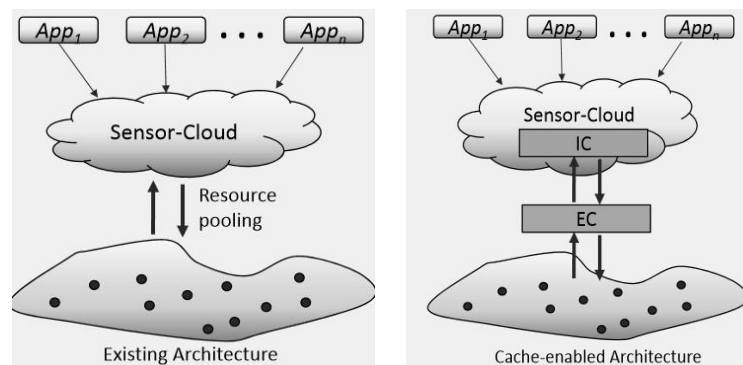 App1 App2 ... Appn
Sensor-Cloud
Resource
pooling
Existing Architecture
App1 App2 ... Appn
Sensor-Cloud
IC
EC
Cache-enabled Architecture